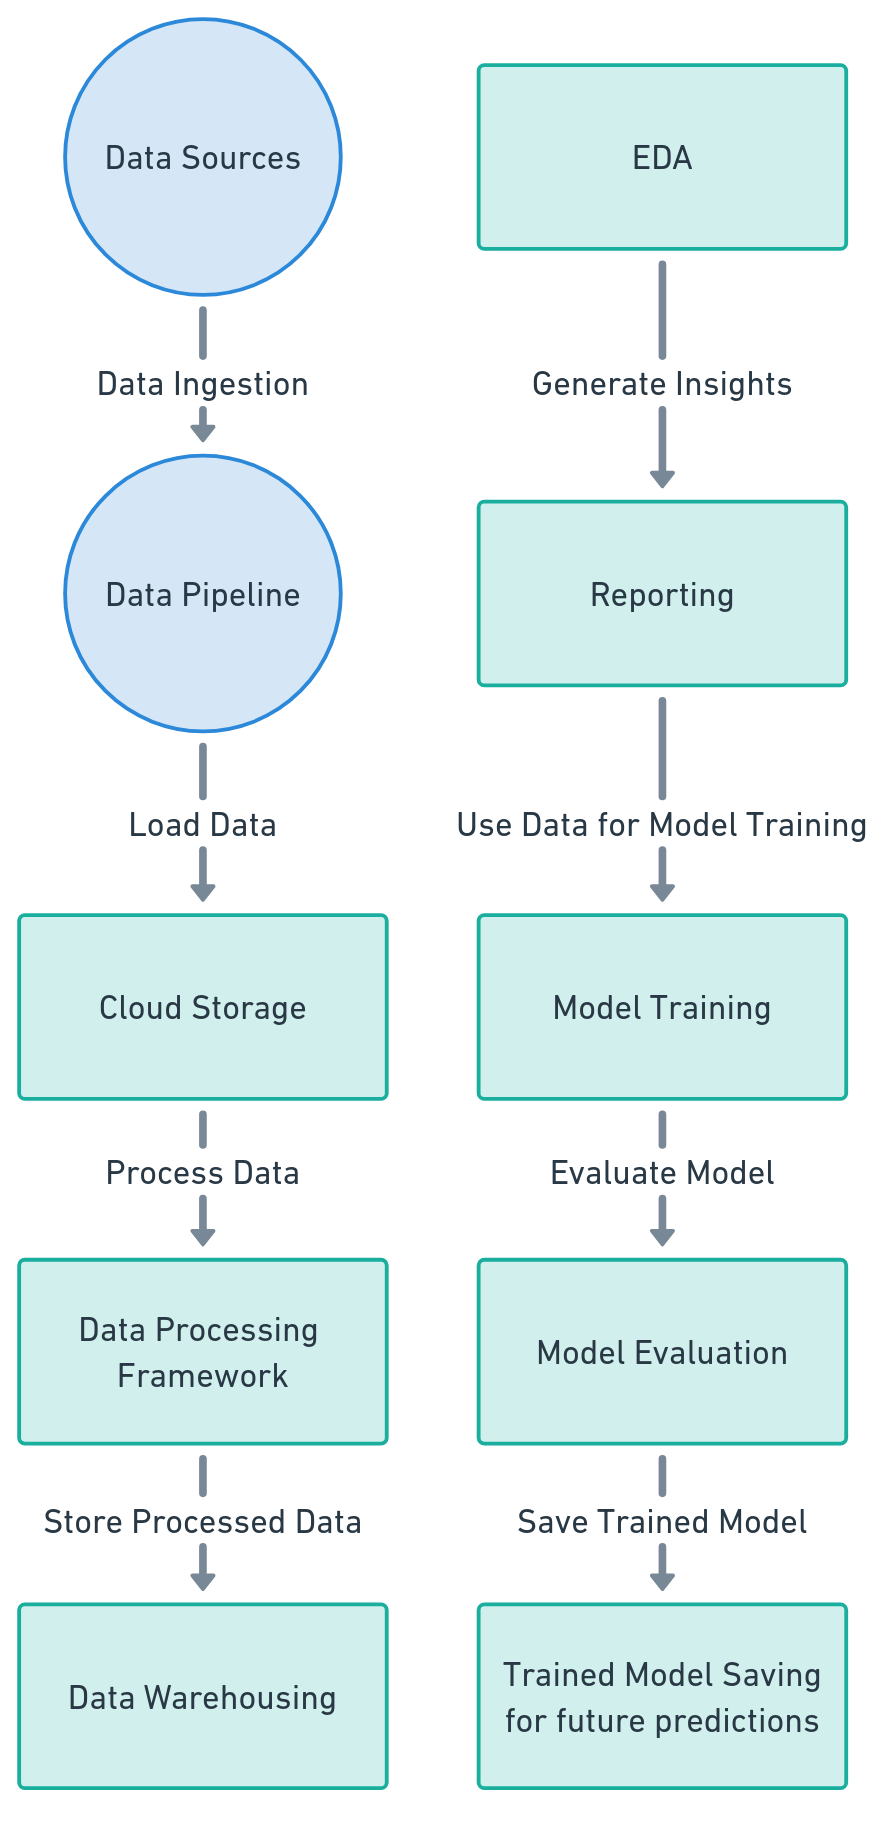 Data Sources
Data Ingestion
Data Pipeline
Load Data
Cloud Storage
Process Data
Data Processing
Framework
Store Processed Data
Data Warehousing
EDA
Generate Insights
Reporting
Use Data for Model Training
Model Training
Evaluate Model
Model Evaluation
Save Trained Model
Trained Model Saving
for future predictions